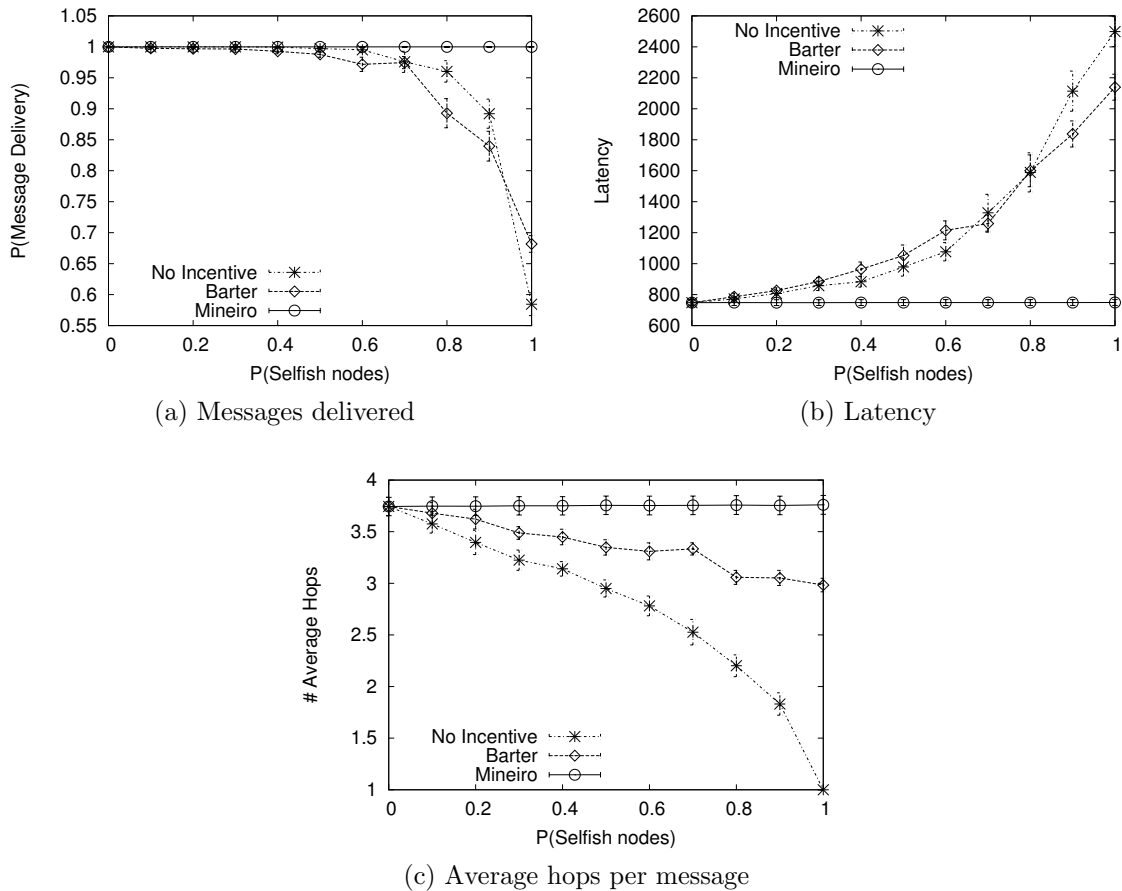 P(Message Delivery)
1.05
1
0.95
0.9
0.85
0.8
0.75
0.7
0.65
0.6
0.55
No Incentive
Barter
Mineiro
0 0.2 0.4 0.6 0.8 1
P(Selfish nodes)
(a) Messages delivered
Latency
2600
2400
2200
2000
1800
1600
1400
1200
1000
800
600
No Incentive
Barter
Mineiro
0 0.2 0.4 0.6 0.8 1
P(Selfish nodes)
(b) Latency
# Average Hops
4
3.5
3
2.5
2
1.5
1
No Incentive
Barter
Mineiro
0 0.2 0.4 0.6 0.8 1
P(Selfish nodes)
(c) Average hops per message